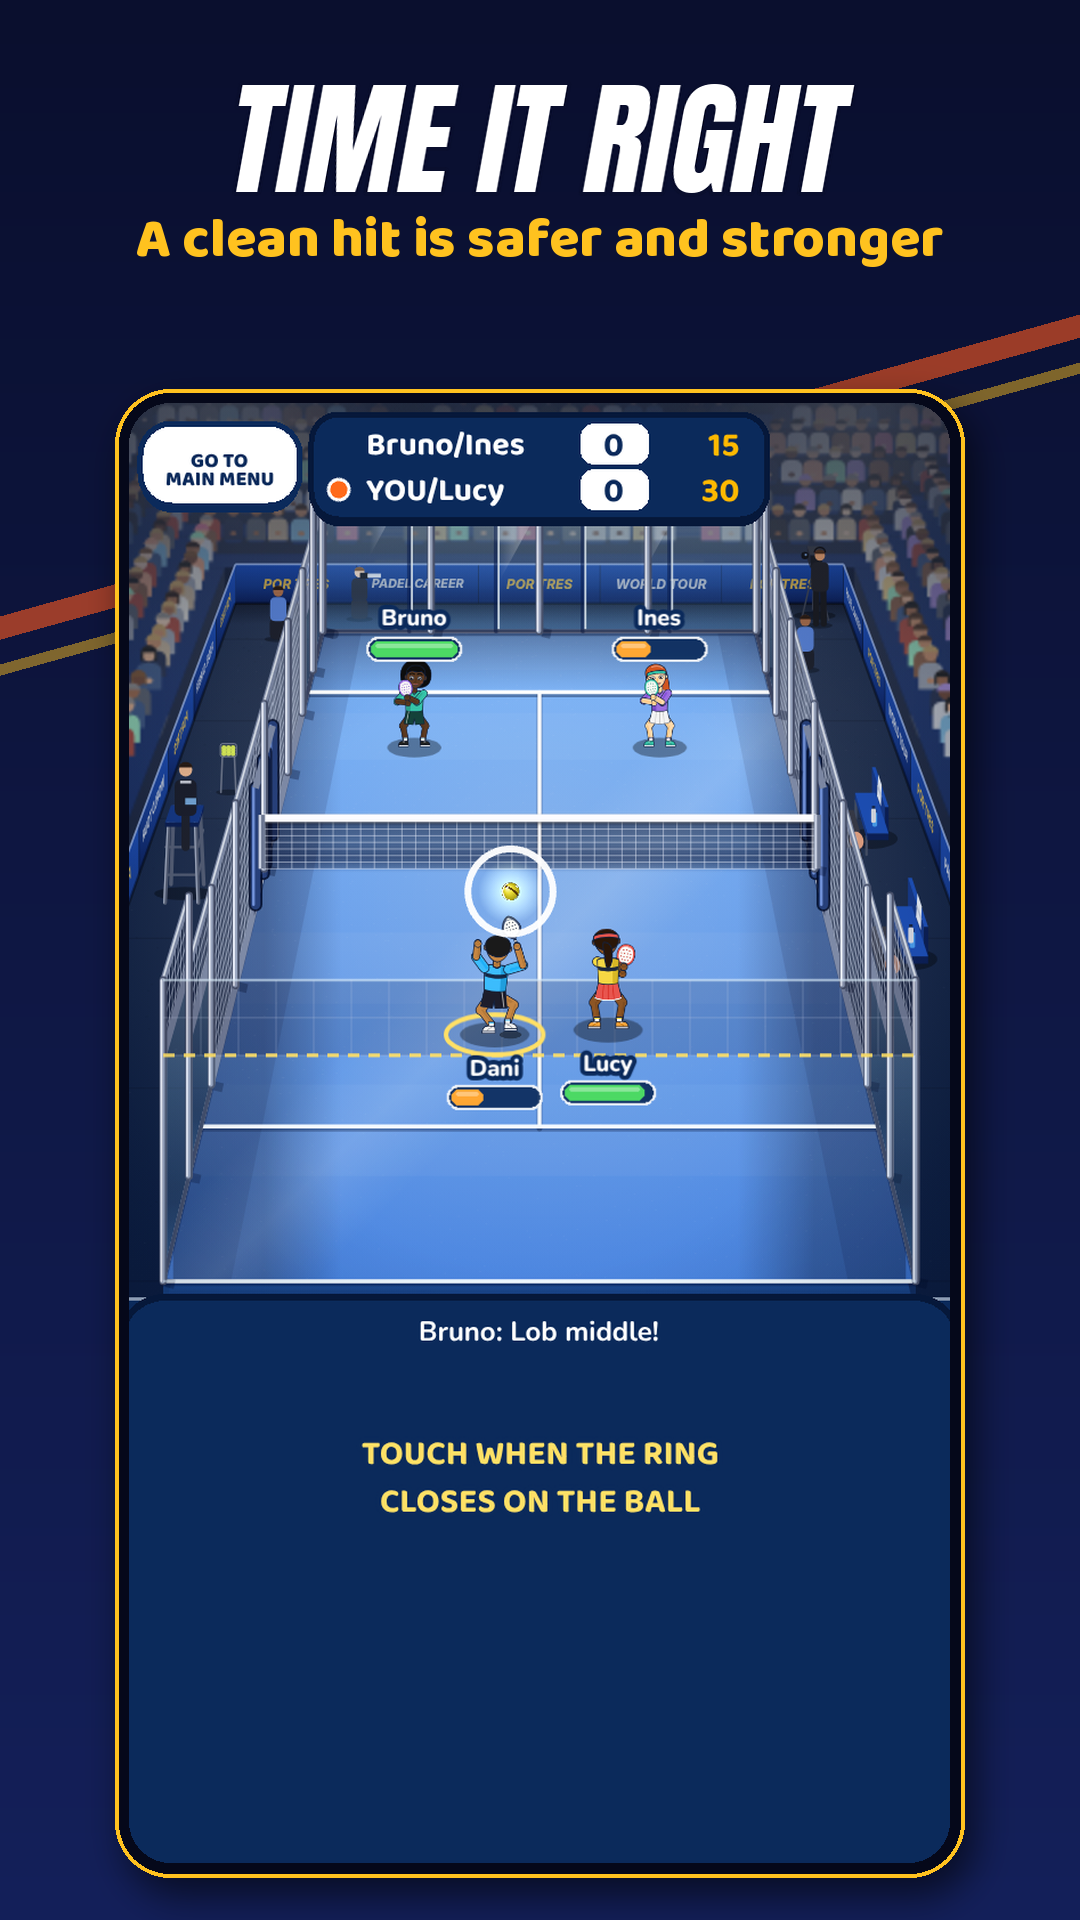 TIME IT RIGHT
A clean hit is safer and stronger
GO TO
MAIN MENU
Bruno/Ines 0 15
YOU/Lucy 0 30
PADEL CAREER
WORLD TOUR
Bruno
Ines
Dani
Lucy
Bruno: Lob middle!
TOUCH WHEN THE RING
CLOSES ON THE BALL